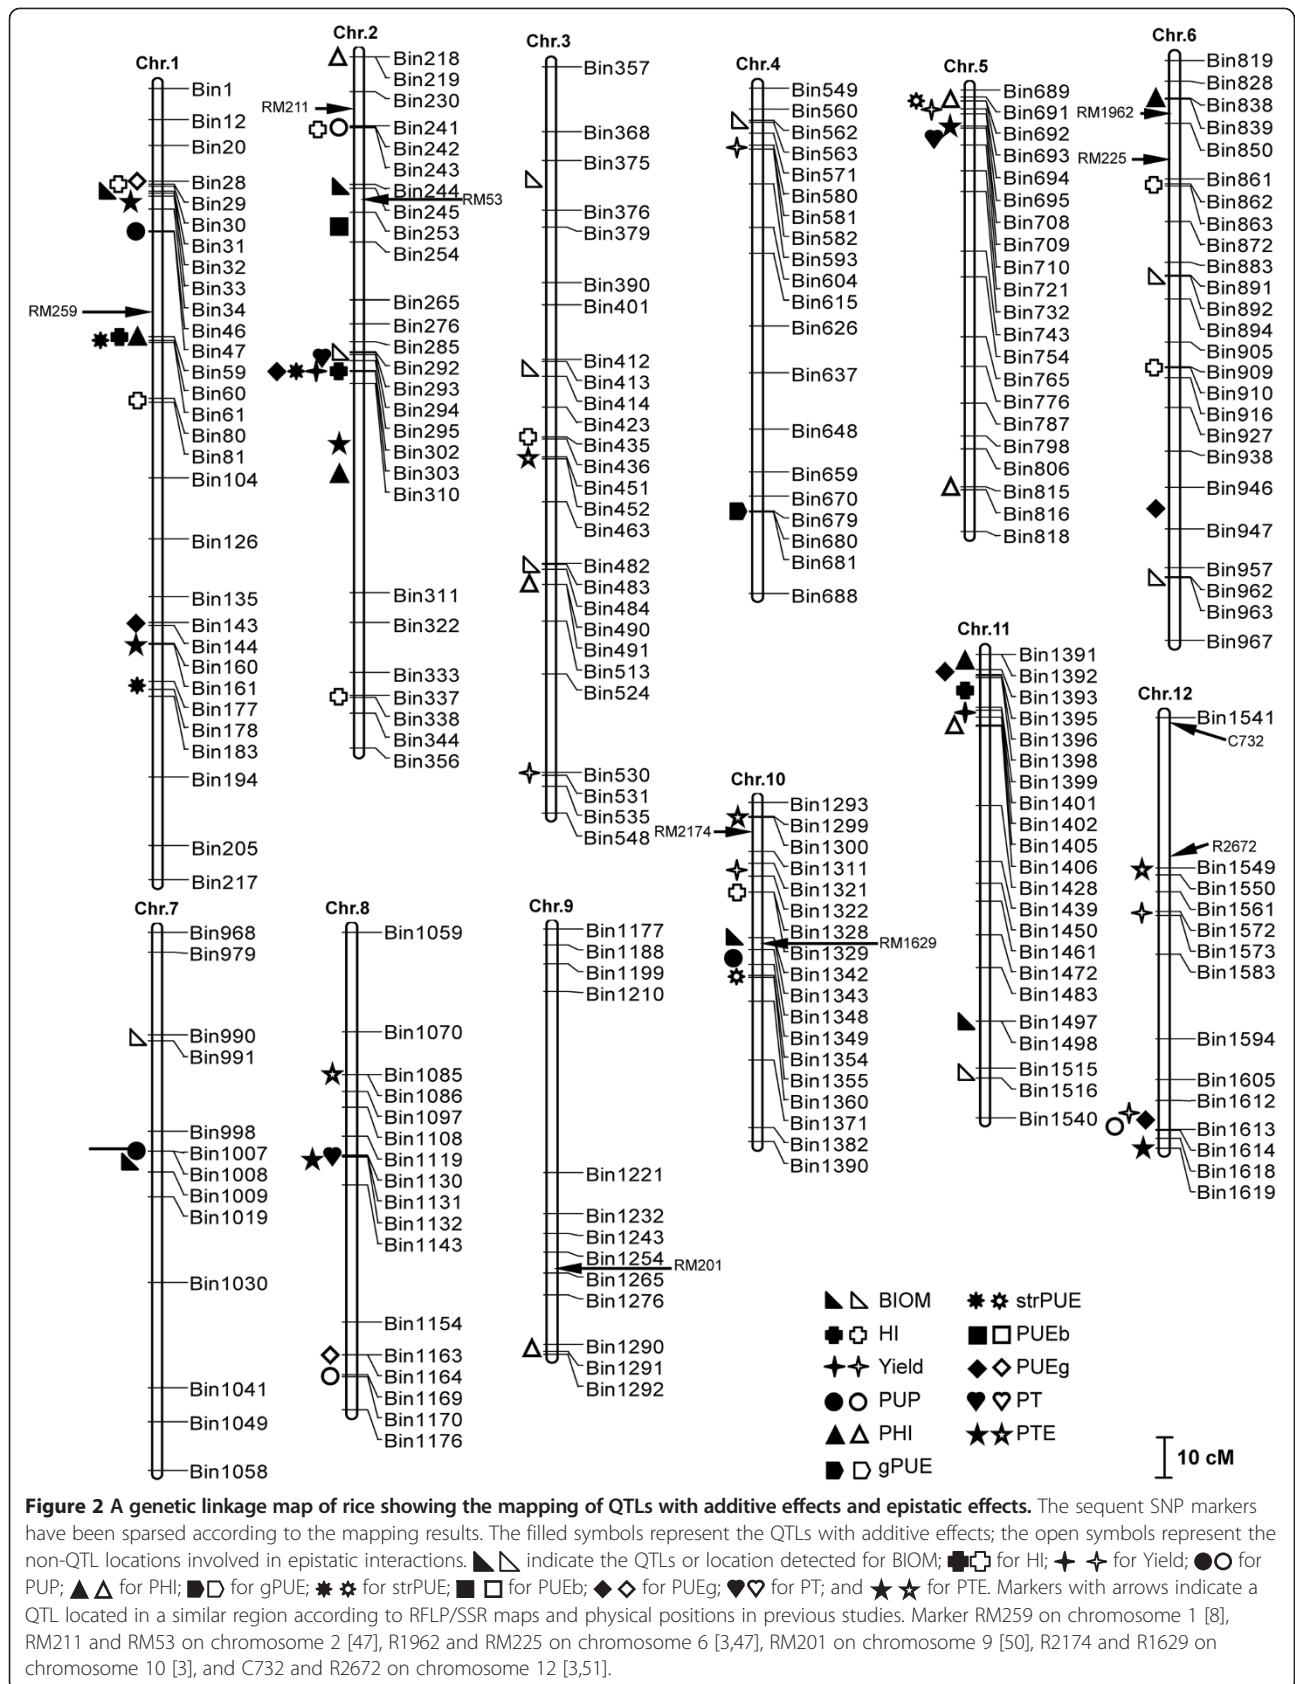 Chr.1
Bin1
Bin12
Bin20
Bin28
Bin29
Bin30
Bin31
Bin32
Bin33
Bin34
Bin46
Bin47
Bin59
Bin60
Bin61
Bin80
Bin81
Bin104
Bin126
Bin135
Bin143
Bin144
Bin160
Bin161
Bin177
Bin178
Bin183
Bin194
Bin205
Bin217
RM259
Chr.2
Bin218
Bin219
Bin230
Bin241
Bin242
Bin243
Bin244
Bin245
Bin253
Bin254
Bin265
Bin276
Bin285
Bin292
Bin293
Bin294
Bin295
Bin302
Bin303
Bin310
Bin311
Bin322
Bin333
Bin337
Bin338
Bin344
Bin356
RM211
RM53
Chr.3
Bin357
Bin368
Bin375
Bin376
Bin379
Bin390
Bin401
Bin412
Bin413
Bin414
Bin423
Bin435
Bin436
Bin451
Bin452
Bin463
Bin482
Bin483
Bin484
Bin490
Bin491
Bin513
Bin524
Bin530
Bin531
Bin535
Bin548
Chr.4
Bin549
Bin560
Bin562
Bin563
Bin571
Bin580
Bin581
Bin582
Bin593
Bin604
Bin615
Bin626
Bin637
Bin648
Bin659
Bin670
Bin679
Bin680
Bin681
Bin688
Chr.5
Bin689
Bin691
Bin692
Bin693
Bin694
Bin695
Bin708
Bin709
Bin710
Bin721
Bin732
Bin743
Bin754
Bin765
Bin776
Bin787
Bin798
Bin806
Bin815
Bin816
Bin818
Chr.6
Bin819
Bin828
Bin838
Bin839
Bin850
Bin861
Bin862
Bin863
Bin872
Bin883
Bin891
Bin892
Bin894
Bin905
Bin909
Bin910
Bin916
Bin927
Bin938
Bin946
Bin947
Bin957
Bin962
Bin963
Bin967
RM1962
RM225
Chr.7
Bin968
Bin979
Bin990
Bin991
Bin998
Bin1007
Bin1008
Bin1009
Bin1019
Bin1030
Bin1041
Bin1049
Bin1058
Chr.8
Bin1059
Bin1070
Bin1085
Bin1086
Bin1097
Bin1108
Bin1119
Bin1130
Bin1131
Bin1132
Bin1143
Bin1154
Bin1163
Bin1164
Bin1169
Bin1170
Bin1176
Chr.9
Bin1177
Bin1188
Bin1199
Bin1210
Bin1221
Bin1232
Bin1243
Bin1254
Bin1265
Bin1276
Bin1290
Bin1291
Bin1292
RM201
Chr.10
Bin1293
Bin1299
Bin1300
Bin1311
Bin1321
Bin1322
Bin1328
Bin1329
Bin1342
Bin1343
Bin1348
Bin1349
Bin1354
Bin1355
Bin1360
Bin1371
Bin1382
Bin1390
RM2174
RM1629
Chr.11
Bin1391
Bin1392
Bin1393
Bin1395
Bin1396
Bin1398
Bin1399
Bin1401
Bin1402
Bin1405
Bin1406
Bin1428
Bin1439
Bin1450
Bin1461
Bin1472
Bin1483
Bin1497
Bin1498
Bin1515
Bin1516
Bin1540
Chr.12
Bin1541
Bin1549
Bin1550
Bin1561
Bin1572
Bin1573
Bin1583
Bin1594
Bin1605
Bin1612
Bin1613
Bin1614
Bin1618
Bin1619
C732
R2672
BIOM
HI
Yield
PUP
PHI
gPUE
strPUE
PUEb
PUEg
PT
PTE
10 cM
Figure 2 A genetic linkage map of rice showing the mapping of QTLs with additive effects and epistatic effects. The sequent SNP markers
have been sparsed according to the mapping results. The filled symbols represent the QTLs with additive effects; the open symbols represent the
non-QTL locations involved in epistatic interactions. indicate the QTLs or location detected for BIOM; for HI; for Yield; for
PUP; for PHI; for gPUE; for strPUE; for PUEb; for PUEg; for PT; and for PTE. Markers with arrows indicate a
QTL located in a similar region according to RFLP/SSR maps and physical positions in previous studies. Marker RM259 on chromosome 1 [8],
RM211 and RM53 on chromosome 2 [47], R1962 and RM225 on chromosome 6 [3,47], RM201 on chromosome 9 [50], R2174 and R1629 on
chromosome 10 [3], and C732 and R2672 on chromosome 12 [3,51].